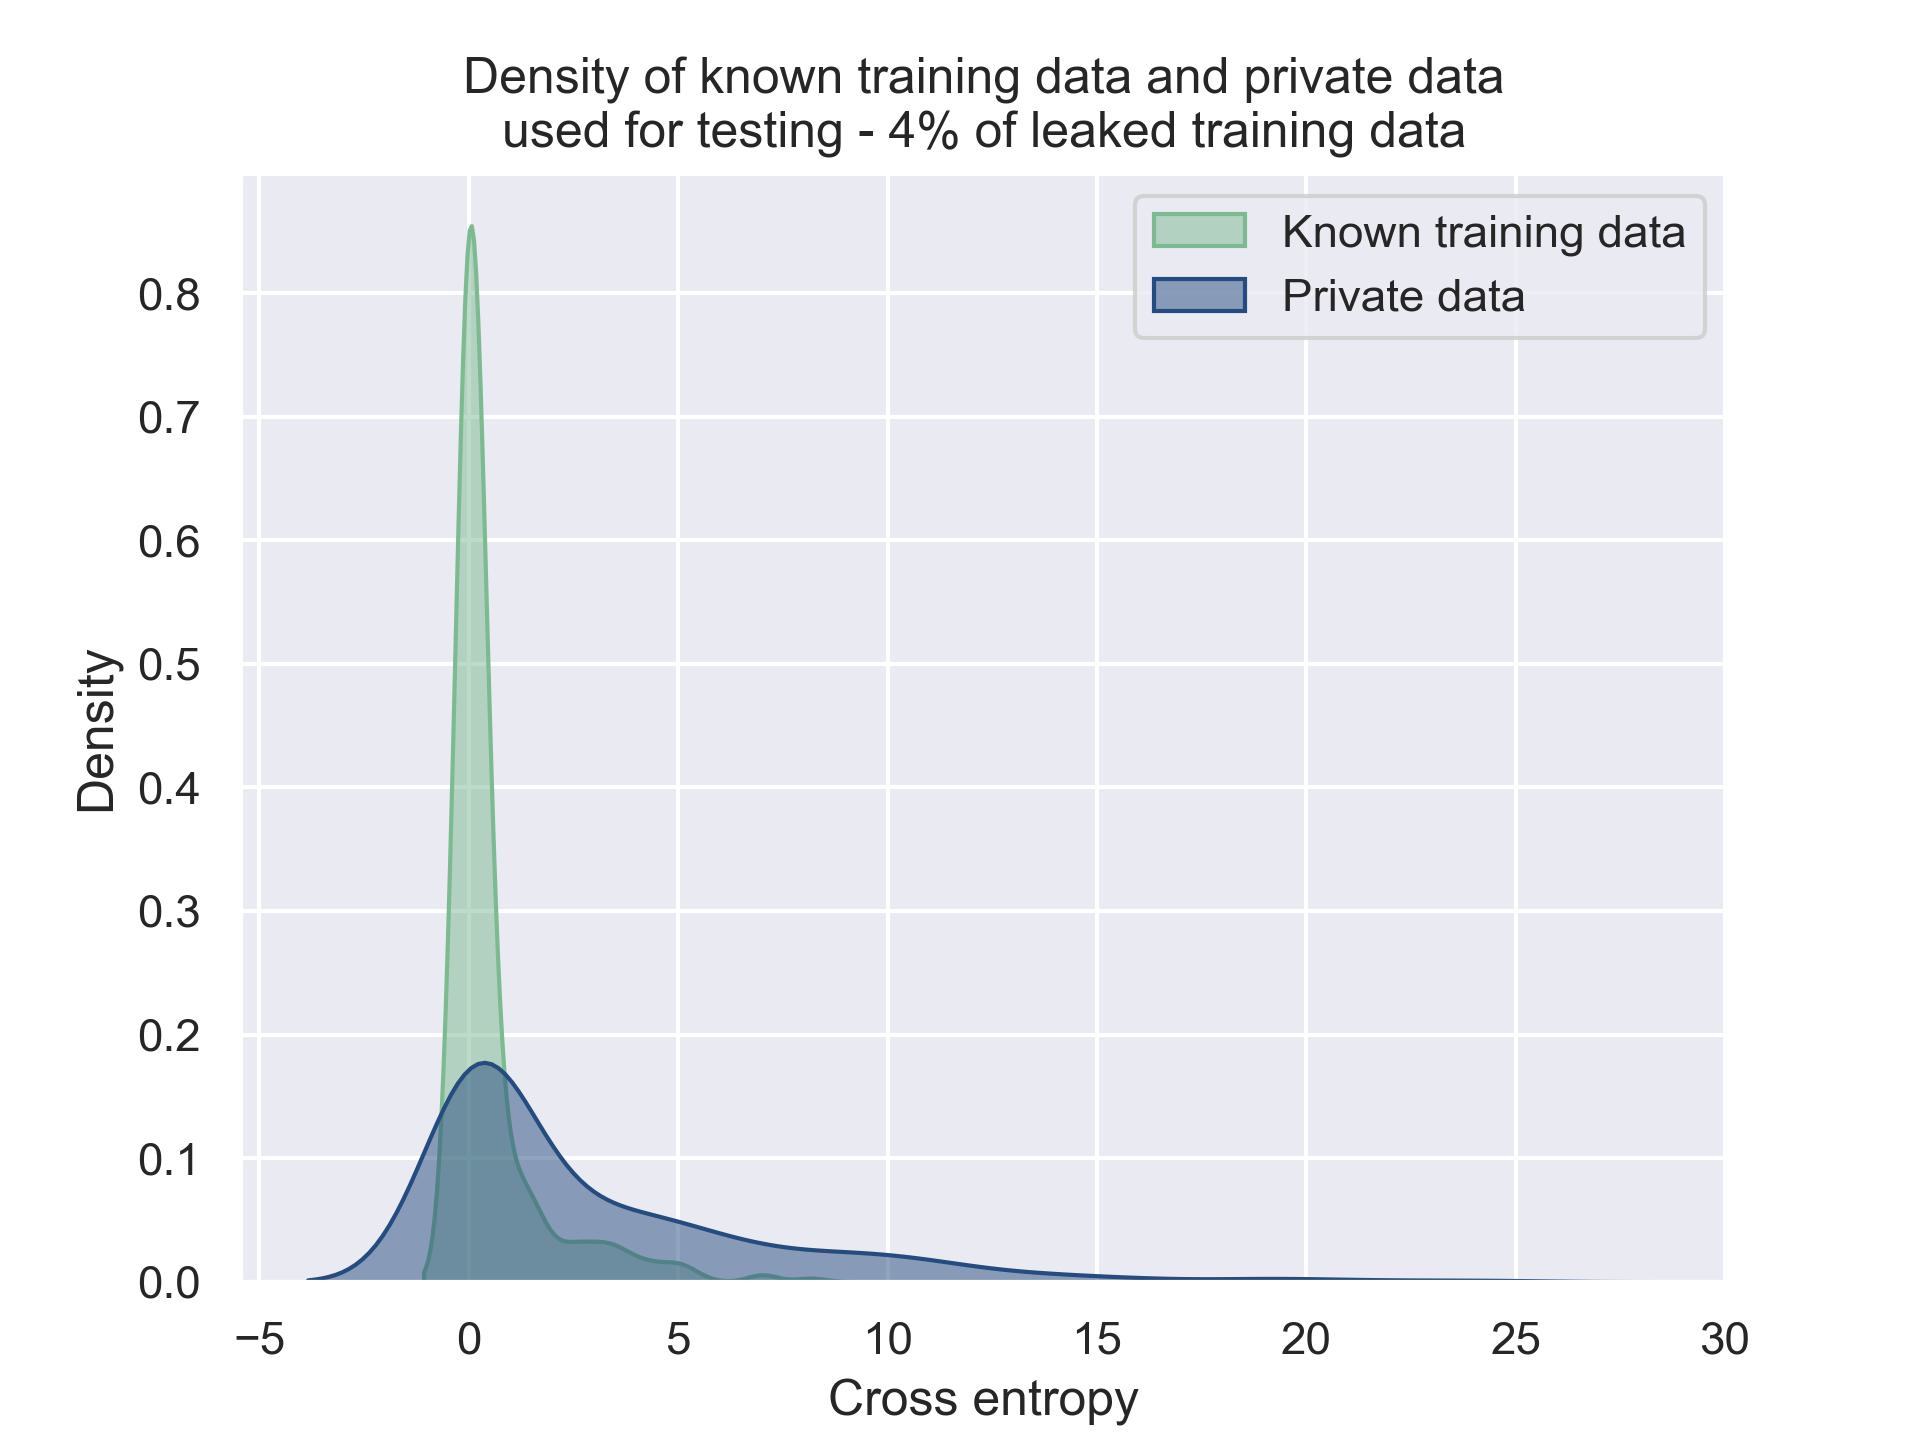 Density of known training data and private data
used for testing - 4% of leaked training data
Known training data
Private data
0.8
0.7
0.6
0.5
0.4
0.3
0.2
0.1
0.0
Density
−5 0 5 10 15 20 25 30
Cross entropy